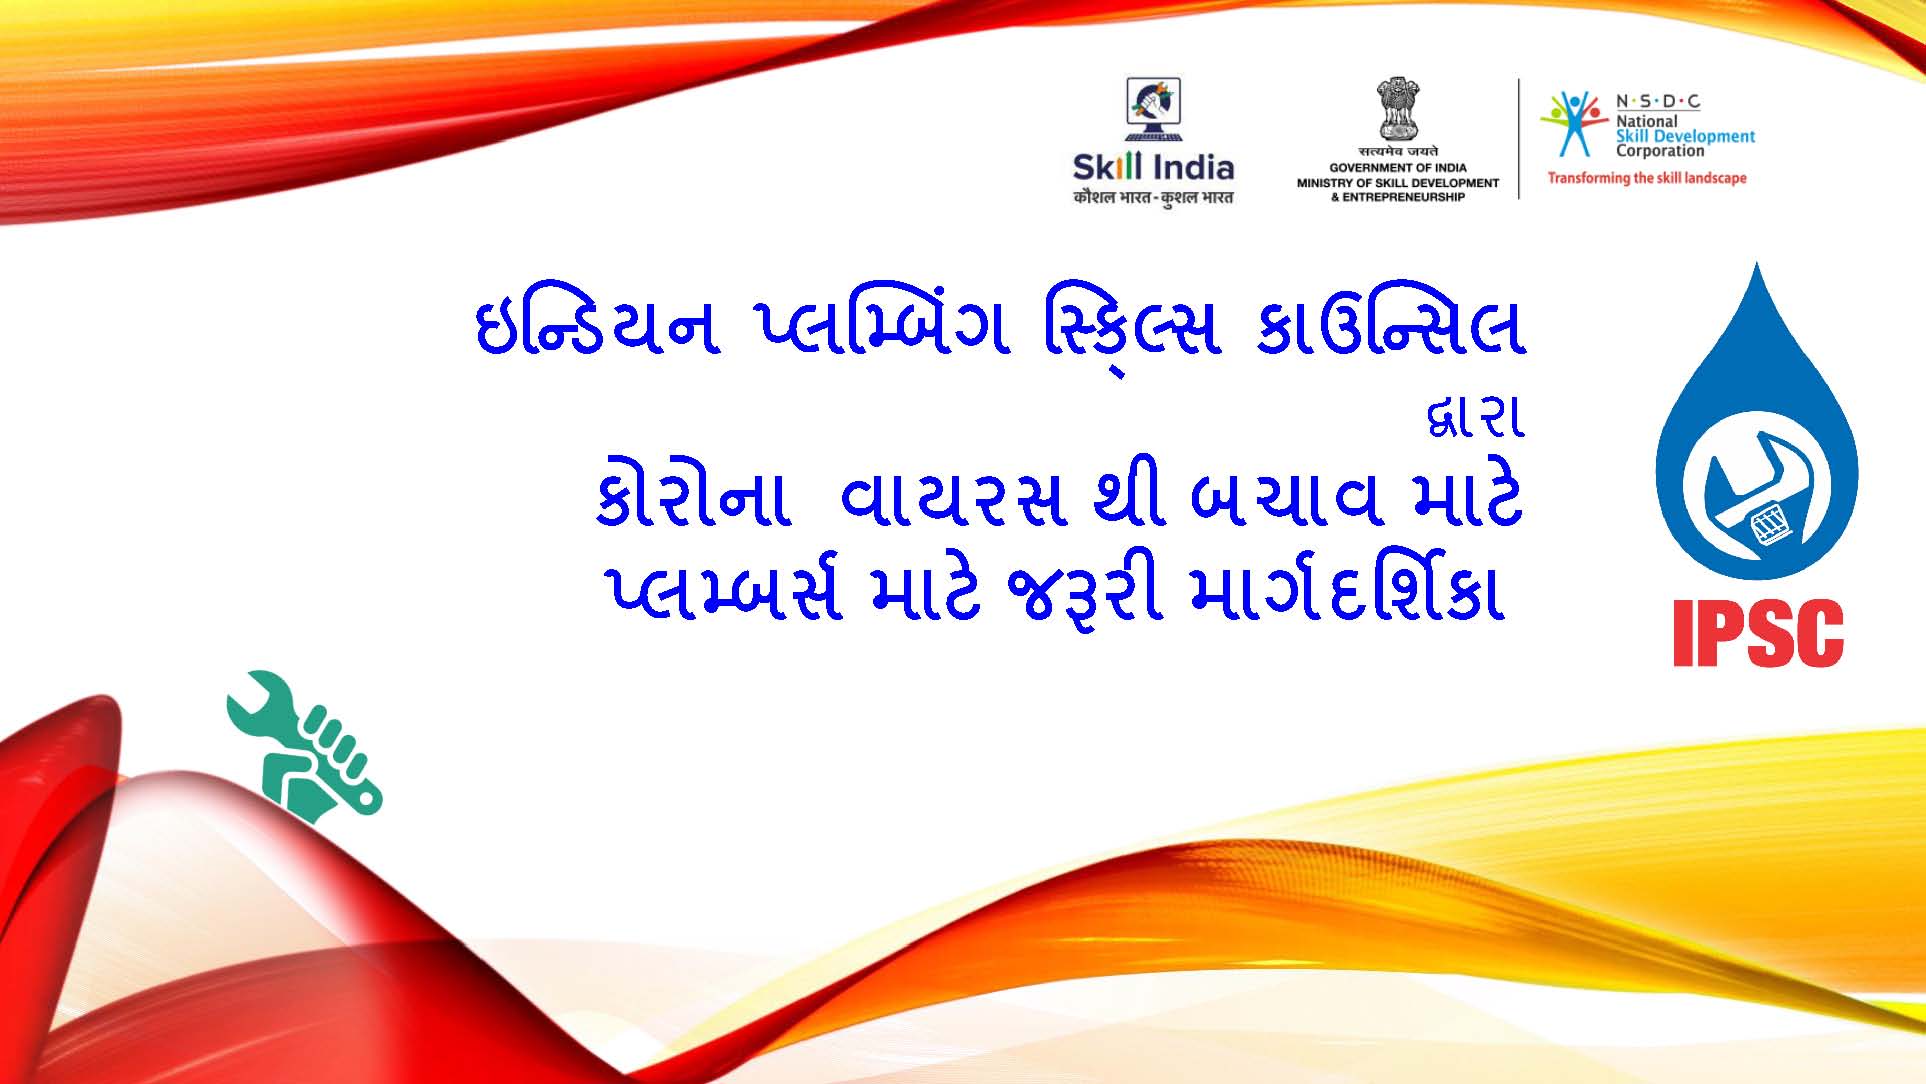 Skill India
कौशल भारत - कुशल भारत
सत्यमेव जयते
GOVERNMENT OF INDIA
MINISTRY OF SKILL DEVELOPMENT
& ENTREPRENEURSHIP
N·S·D·C
National
Skill Development
Corporation
Transforming the skill landscape
ઇન્ડિયન પ્લમ્બિંગ સ્ક્લ્સિ કાઉન્સિલ
દ્વારા
કોરોના વાયરસ થી બચાવ માટે
પ્લમ્બર્સ માટે જરૂરી માર્ગદર્શિકા
IPSC